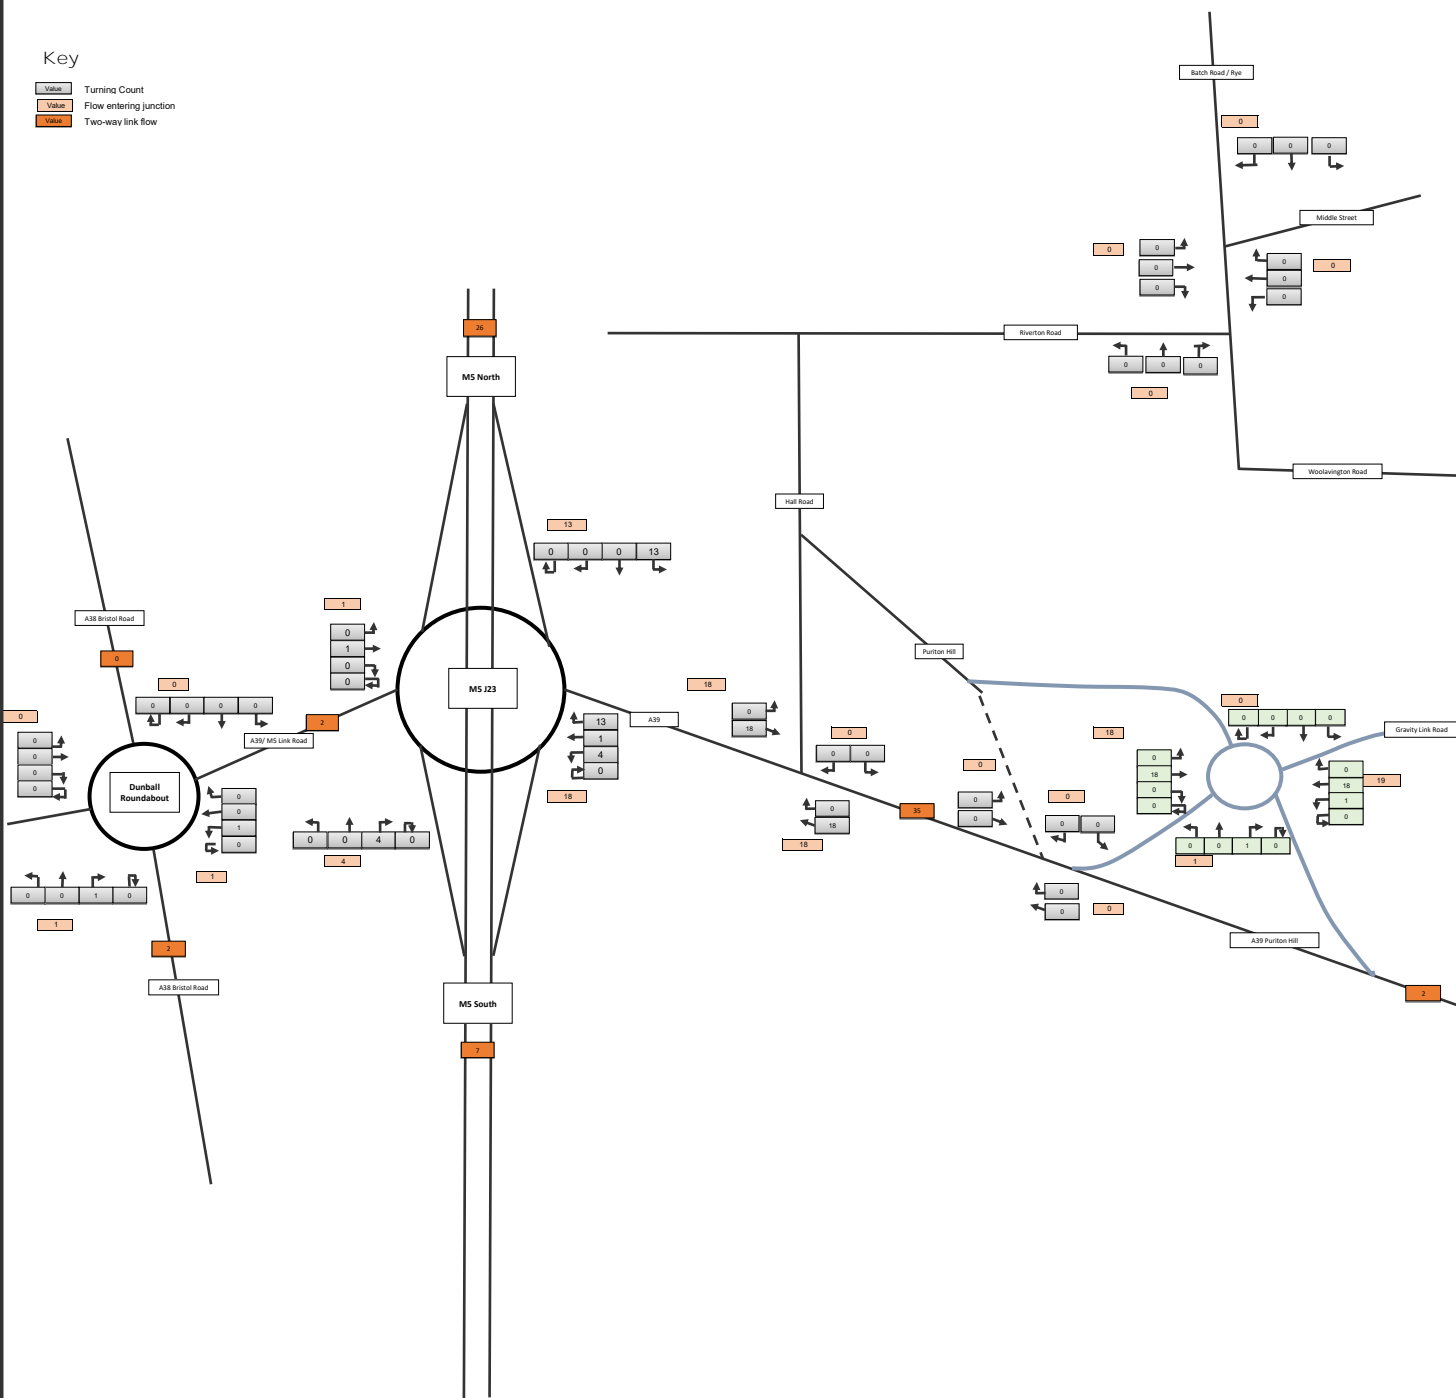 Key
Value Turning Count
Value Flow entering junction
Value Two-way link flow
Batch Road / Rye
0
0 0 0
Middle Street
0
0
0
0
0
0
0
0
26
Riverton Road
0 0 0
0
M5 North
Woolavington Road
Hall Road
13
0 0 0 13
1
0
1
0
0
A38 Bristol Road
0
Puriton Hill
M5 J23
0
0 0 0 0
18
0
18
0
0 0 0 0
0
2
A39/ M5 Link Road
13
1
4
0
18
A39
0
0 0
18
0
18
0
0
Gravity Link Road
0
18
1
0
19
0
0
0
0
Dunball
Roundabout
0
0
1
0
1
0
0
0
0
0 0
0
18
18
35
0 0 4 0
4
0 0 1 0
1
0 0 1 0
1
0
0
0
A39 Puriton Hill
2
A38 Bristol Road
M5 South
2
7